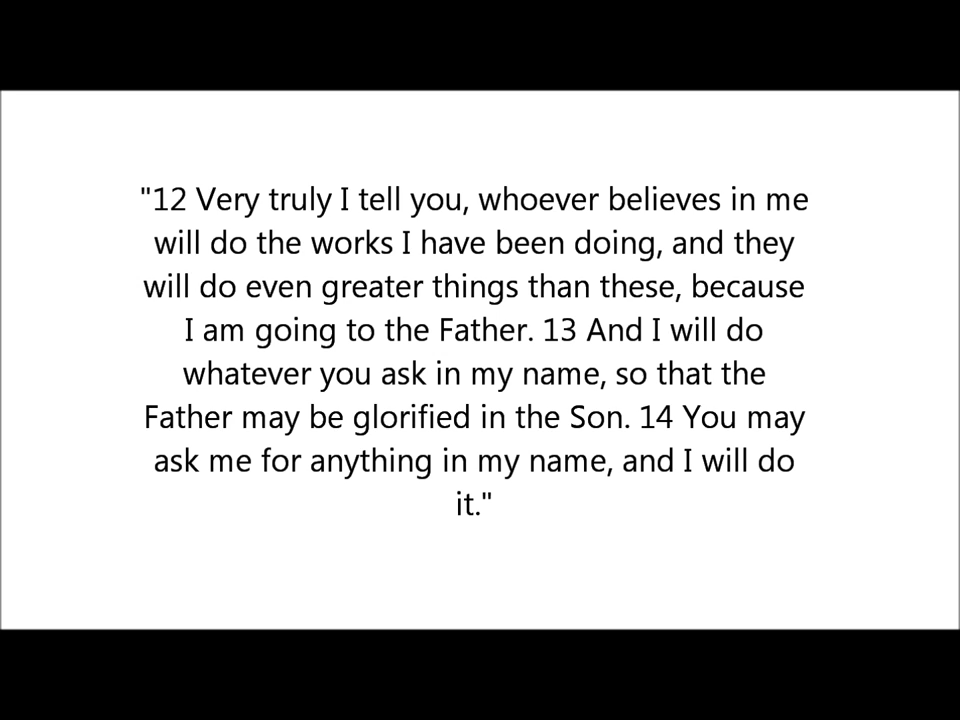 "12 Very truly I tell you, whoever believes in me
will do the works I have been doing, and they
will do even greater things than these, because
I am going to the Father. 13 And I will do
whatever you ask in my name, so that the
Father may be glorified in the Son. 14 You may
ask me for anything in my name, and I will do
it."